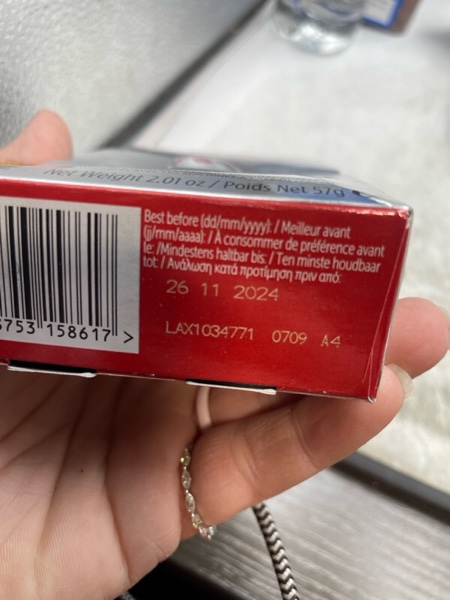 Net Weight 2.01 oz / Poids Net 57g e
Best before (dd/mm/yyyy): / Meilleur avant
(jj/mm/aaaa): / À consommer de préférence avant
le: /Mindestens haltbar bis: / Ten minste houdbaar
tot: / Ανάλωση κατά προτίμηση πριν από:
26 11 2024
5753 158617 >
LAX1034771 0709 A4